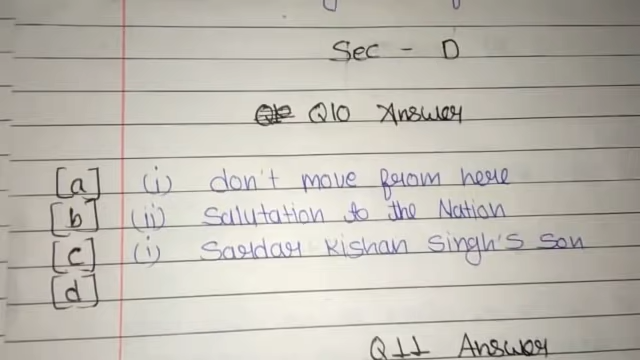 Sec - D
Q10 Answer
[a] (i) don't move from here
[b] (ii) Salutation to the Nation
[c] (i) Sardar Kishan Singh's Son
[d]
Q11 Answer